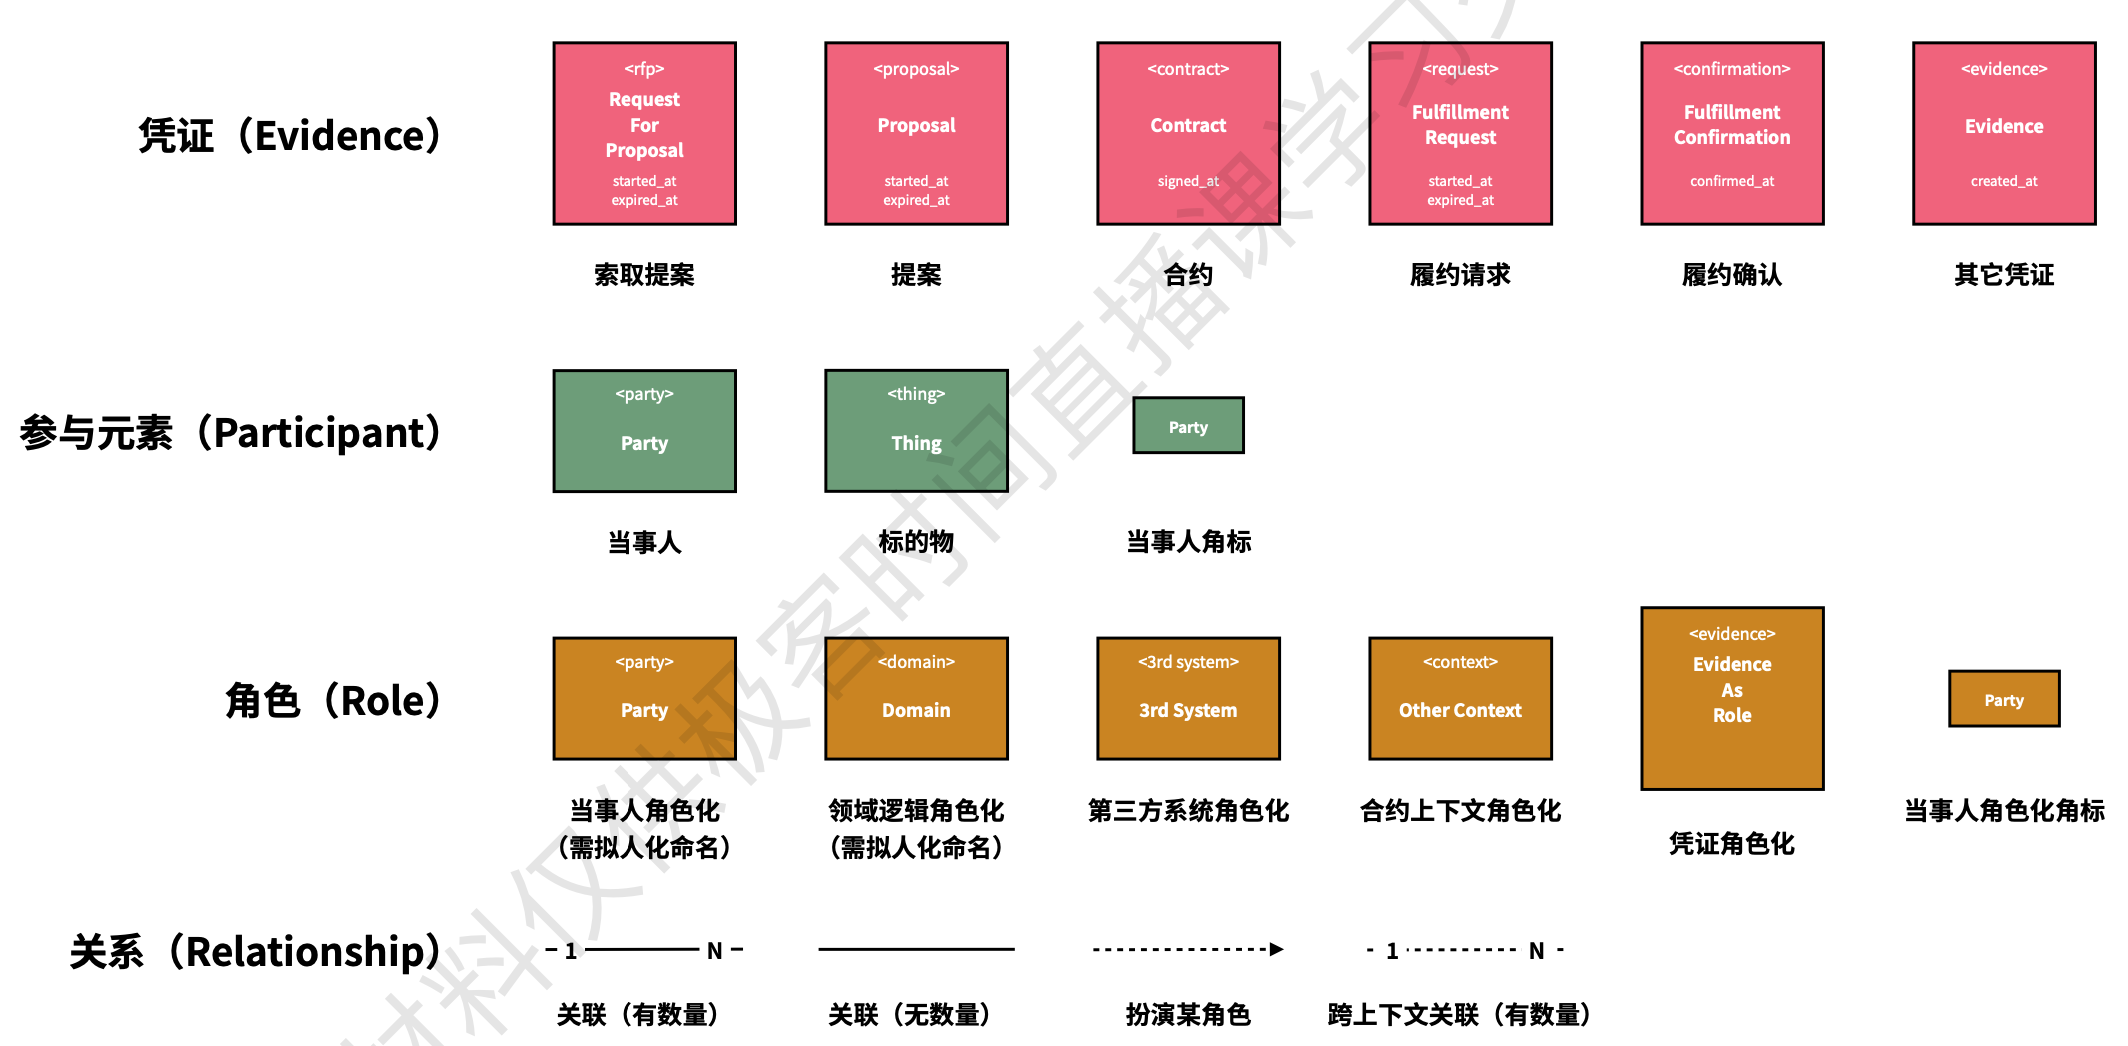 凭证（Evidence）
<rfp>
Request
For
Proposal
started_at
expired_at
索取提案
<proposal>
Proposal
started_at
expired_at
提案
<contract>
Contract
signed_at
合约
<request>
Fulfillment
Request
started_at
expired_at
履约请求
<confirmation>
Fulfillment
Confirmation
confirmed_at
履约确认
<evidence>
Evidence
created_at
其它凭证
参与元素（Participant）
<party>
Party
当事人
<thing>
Thing
标的物
Party
当事人角标
角色（Role）
<party>
Party
当事人角色化
（需拟人化命名）
<domain>
Domain
领域逻辑角色化
（需拟人化命名）
<3rd system>
3rd System
第三方系统角色化
<context>
Other Context
合约上下文角色化
<evidence>
Evidence
As
Role
凭证角色化
Party
当事人角色化角标
关系（Relationship）
1 N
关联（有数量）
关联（无数量）
扮演某角色
1 N
跨上下文关联（有数量）
材料仅供极客时间直播课学习